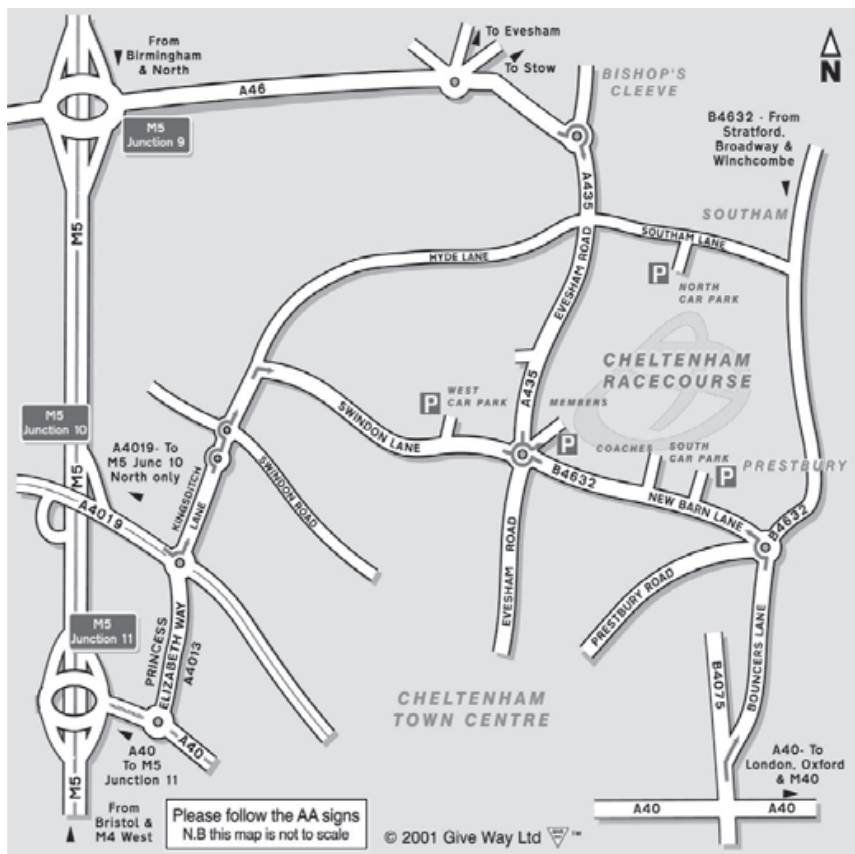 From
Birmingham
& North
To Evesham
To Stow
N
A46
BISHOP'S
CLEEVE
M5
Junction 9
B4632 - From
Stratford,
Broadway &
Winchcombe
A435
M5
SOUTHAM
SOUTHAM LANE
HYDE LANE
EVESHAM ROAD
P
NORTH
CAR PARK
CHELTENHAM
RACECOURSE
A435
WEST
CAR PARK
P
MEMBERS
P
M5
Junction 10
SWINDON LANE
A4019- To
M5 Junc 10
North only
COACHES
SOUTH
CAR PARK
P
PRESTBURY
B4632
M5
SWINDON ROAD
KINGSDITCH
LANE
A4019
NEW BARN LANE
B4632
EVESHAM ROAD
PRESTBURY ROAD
M5
Junction 11
PRINCESS
ELIZABETH WAY
A4013
BOUNCERS LANE
B4075
CHELTENHAM
TOWN CENTRE
A40
A40
To M5
Junction 11
A40- To
London, Oxford
& M40
M5
From
Bristol &
M4 West
Please follow the AA signs
N.B this map is not to scale
© 2001 Give Way Ltd ™
A40
A40